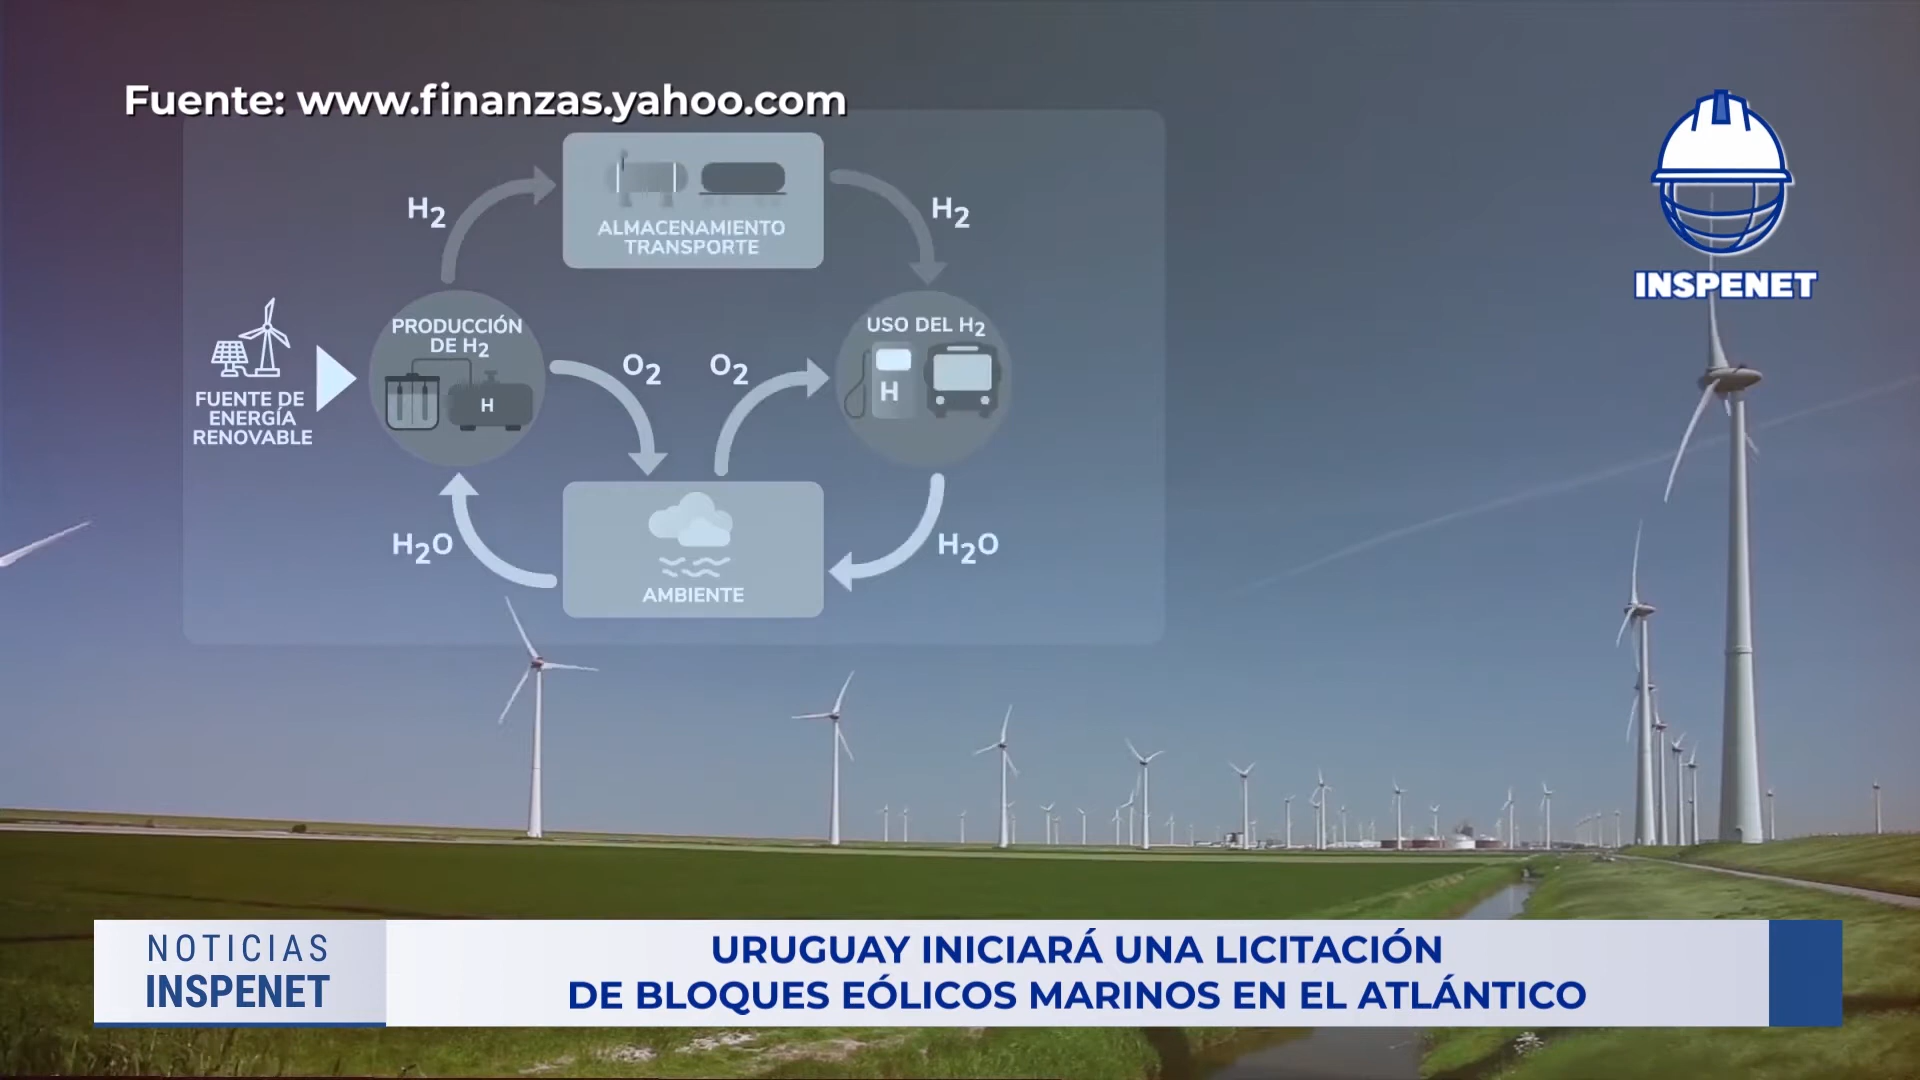 Fuente: www.finanzas.yahoo.com
INSPENET
H2
ALMACENAMIENTO
TRANSPORTE
H2
FUENTE DE
ENERGÍA
RENOVABLE
PRODUCCIÓN
DE H2
H
O2
O2
USO DEL H2
H
H2O
AMBIENTE
H2O
NOTICIAS
INSPENET
URUGUAY INICIARÁ UNA LICITACIÓN
DE BLOQUES EÓLICOS MARINOS EN EL ATLÁNTICO